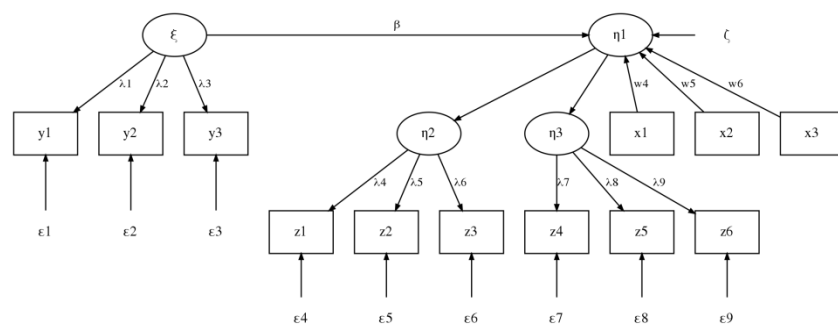 β
ξ η1 ζ
λ1 λ2 λ3 w4 w5 w6
y1 y2 y3 η2 η3 x1 x2 x3
λ4 λ5 λ6 λ7 λ8 λ9
ε1 ε2 ε3 z1 z2 z3 z4 z5 z6
ε4 ε5 ε6 ε7 ε8 ε9